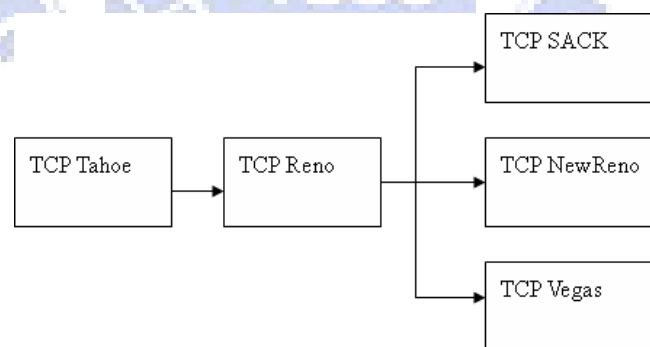 TCP SACK
TCP Tahoe
TCP Reno
TCP NewReno
TCP Vegas